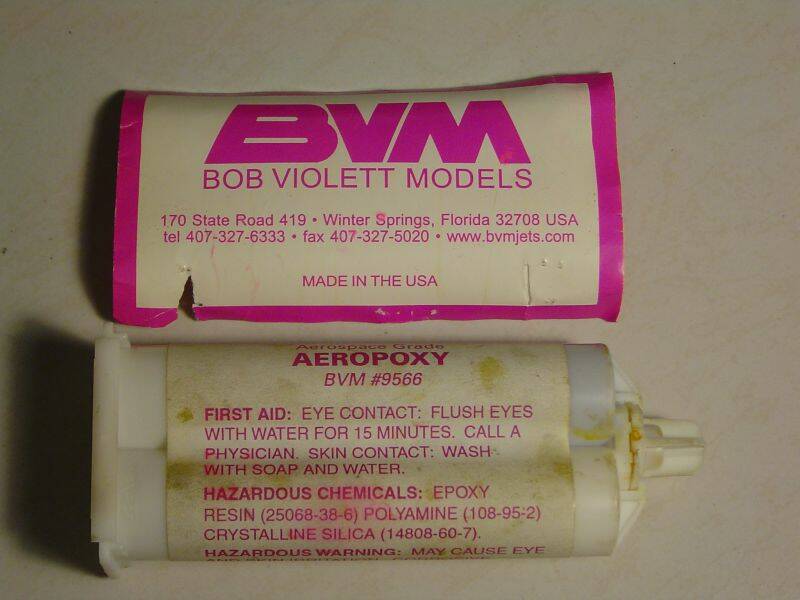 BVM
BOB VIOLETT MODELS
170 State Road 419 • Winter Springs, Florida 32708 USA
tel 407-327-6333 • fax 407-327-5020 • www.bvmjets.com
MADE IN THE USA
Aerospace Grade
AEROPOXY
BVM #9566
FIRST AID: EYE CONTACT: FLUSH EYES
WITH WATER FOR 15 MINUTES. CALL A
PHYSICIAN. SKIN CONTACT: WASH
WITH SOAP AND WATER.
HAZARDOUS CHEMICALS: EPOXY
RESIN (25068-38-6) POLYAMINE (108-95-2)
CRYSTALLINE SILICA (14808-60-7).
HAZARDOUS WARNING: MAY CAUSE EYE
AND SKIN IRRITATION